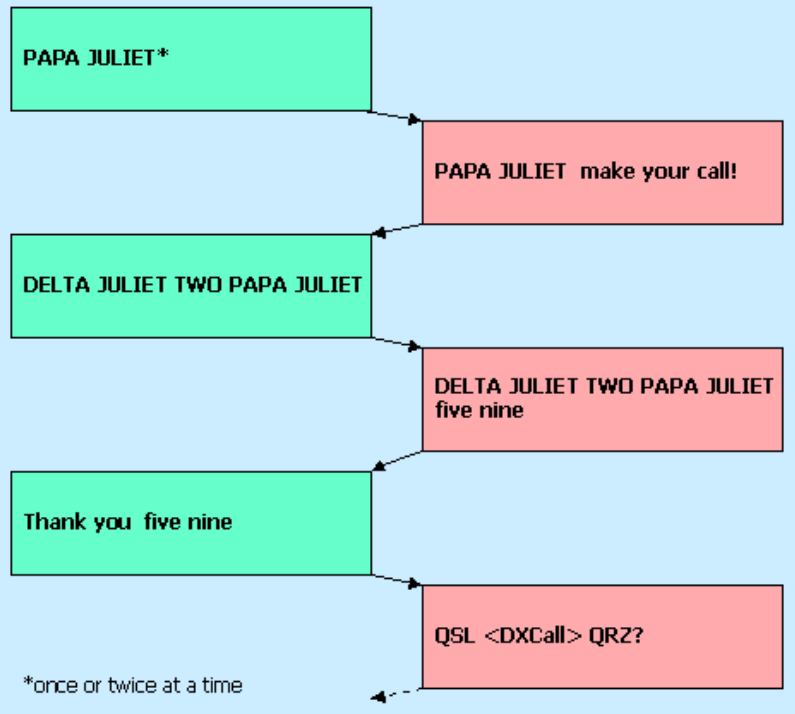 PAPA JULIET*
PAPA JULIET make your call!
DELTA JULIET TWO PAPA JULIET
DELTA JULIET TWO PAPA JULIET
five nine
Thank you five nine
QSL <DXCall> QRZ?
*once or twice at a time